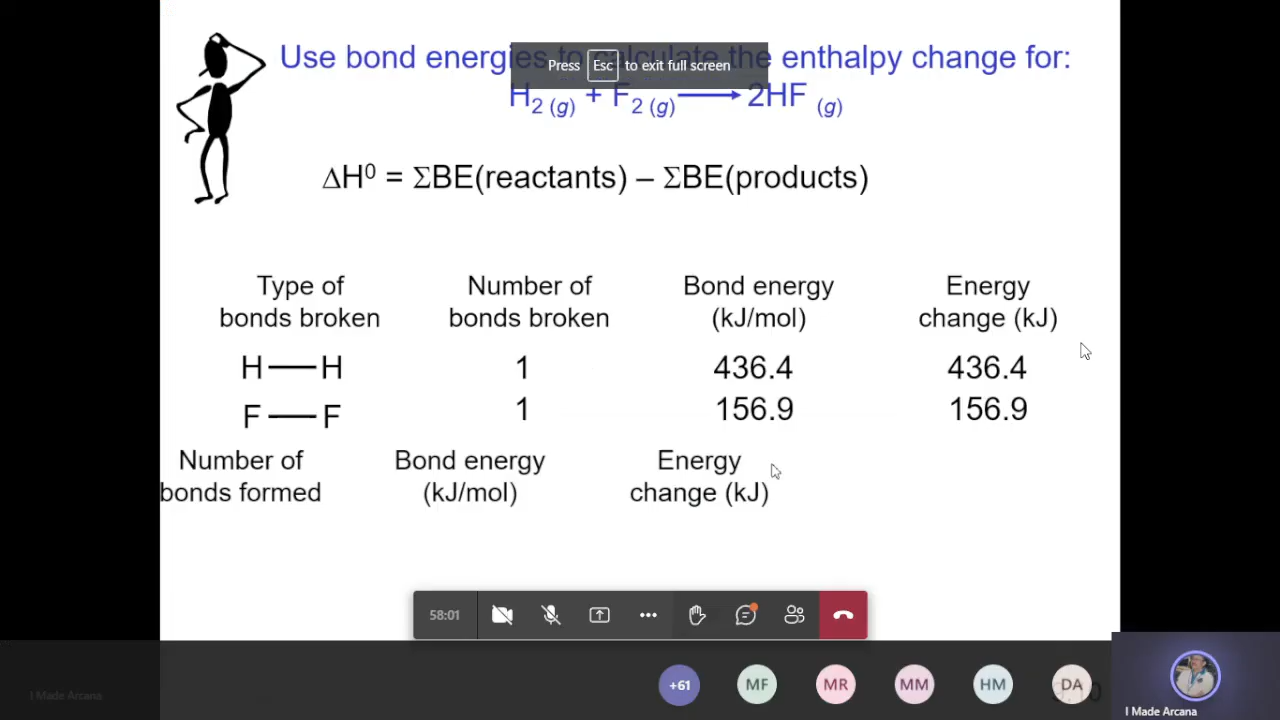 Use bond energies to calculate the enthalpy change for:
Press Esc to exit full screen
H2 (g) + F2 (g) → 2HF (g)
ΔH0 = ΣBE(reactants) – ΣBE(products)
Type of bonds broken
Number of bonds broken
Bond energy (kJ/mol)
Energy change (kJ)
H—H 1 436.4 436.4
F—F 1 156.9 156.9
Number of bonds formed
Bond energy (kJ/mol)
Energy change (kJ)
58:01
I Made Arcana
+61 MF MR MM HM DA
I Made Arcana